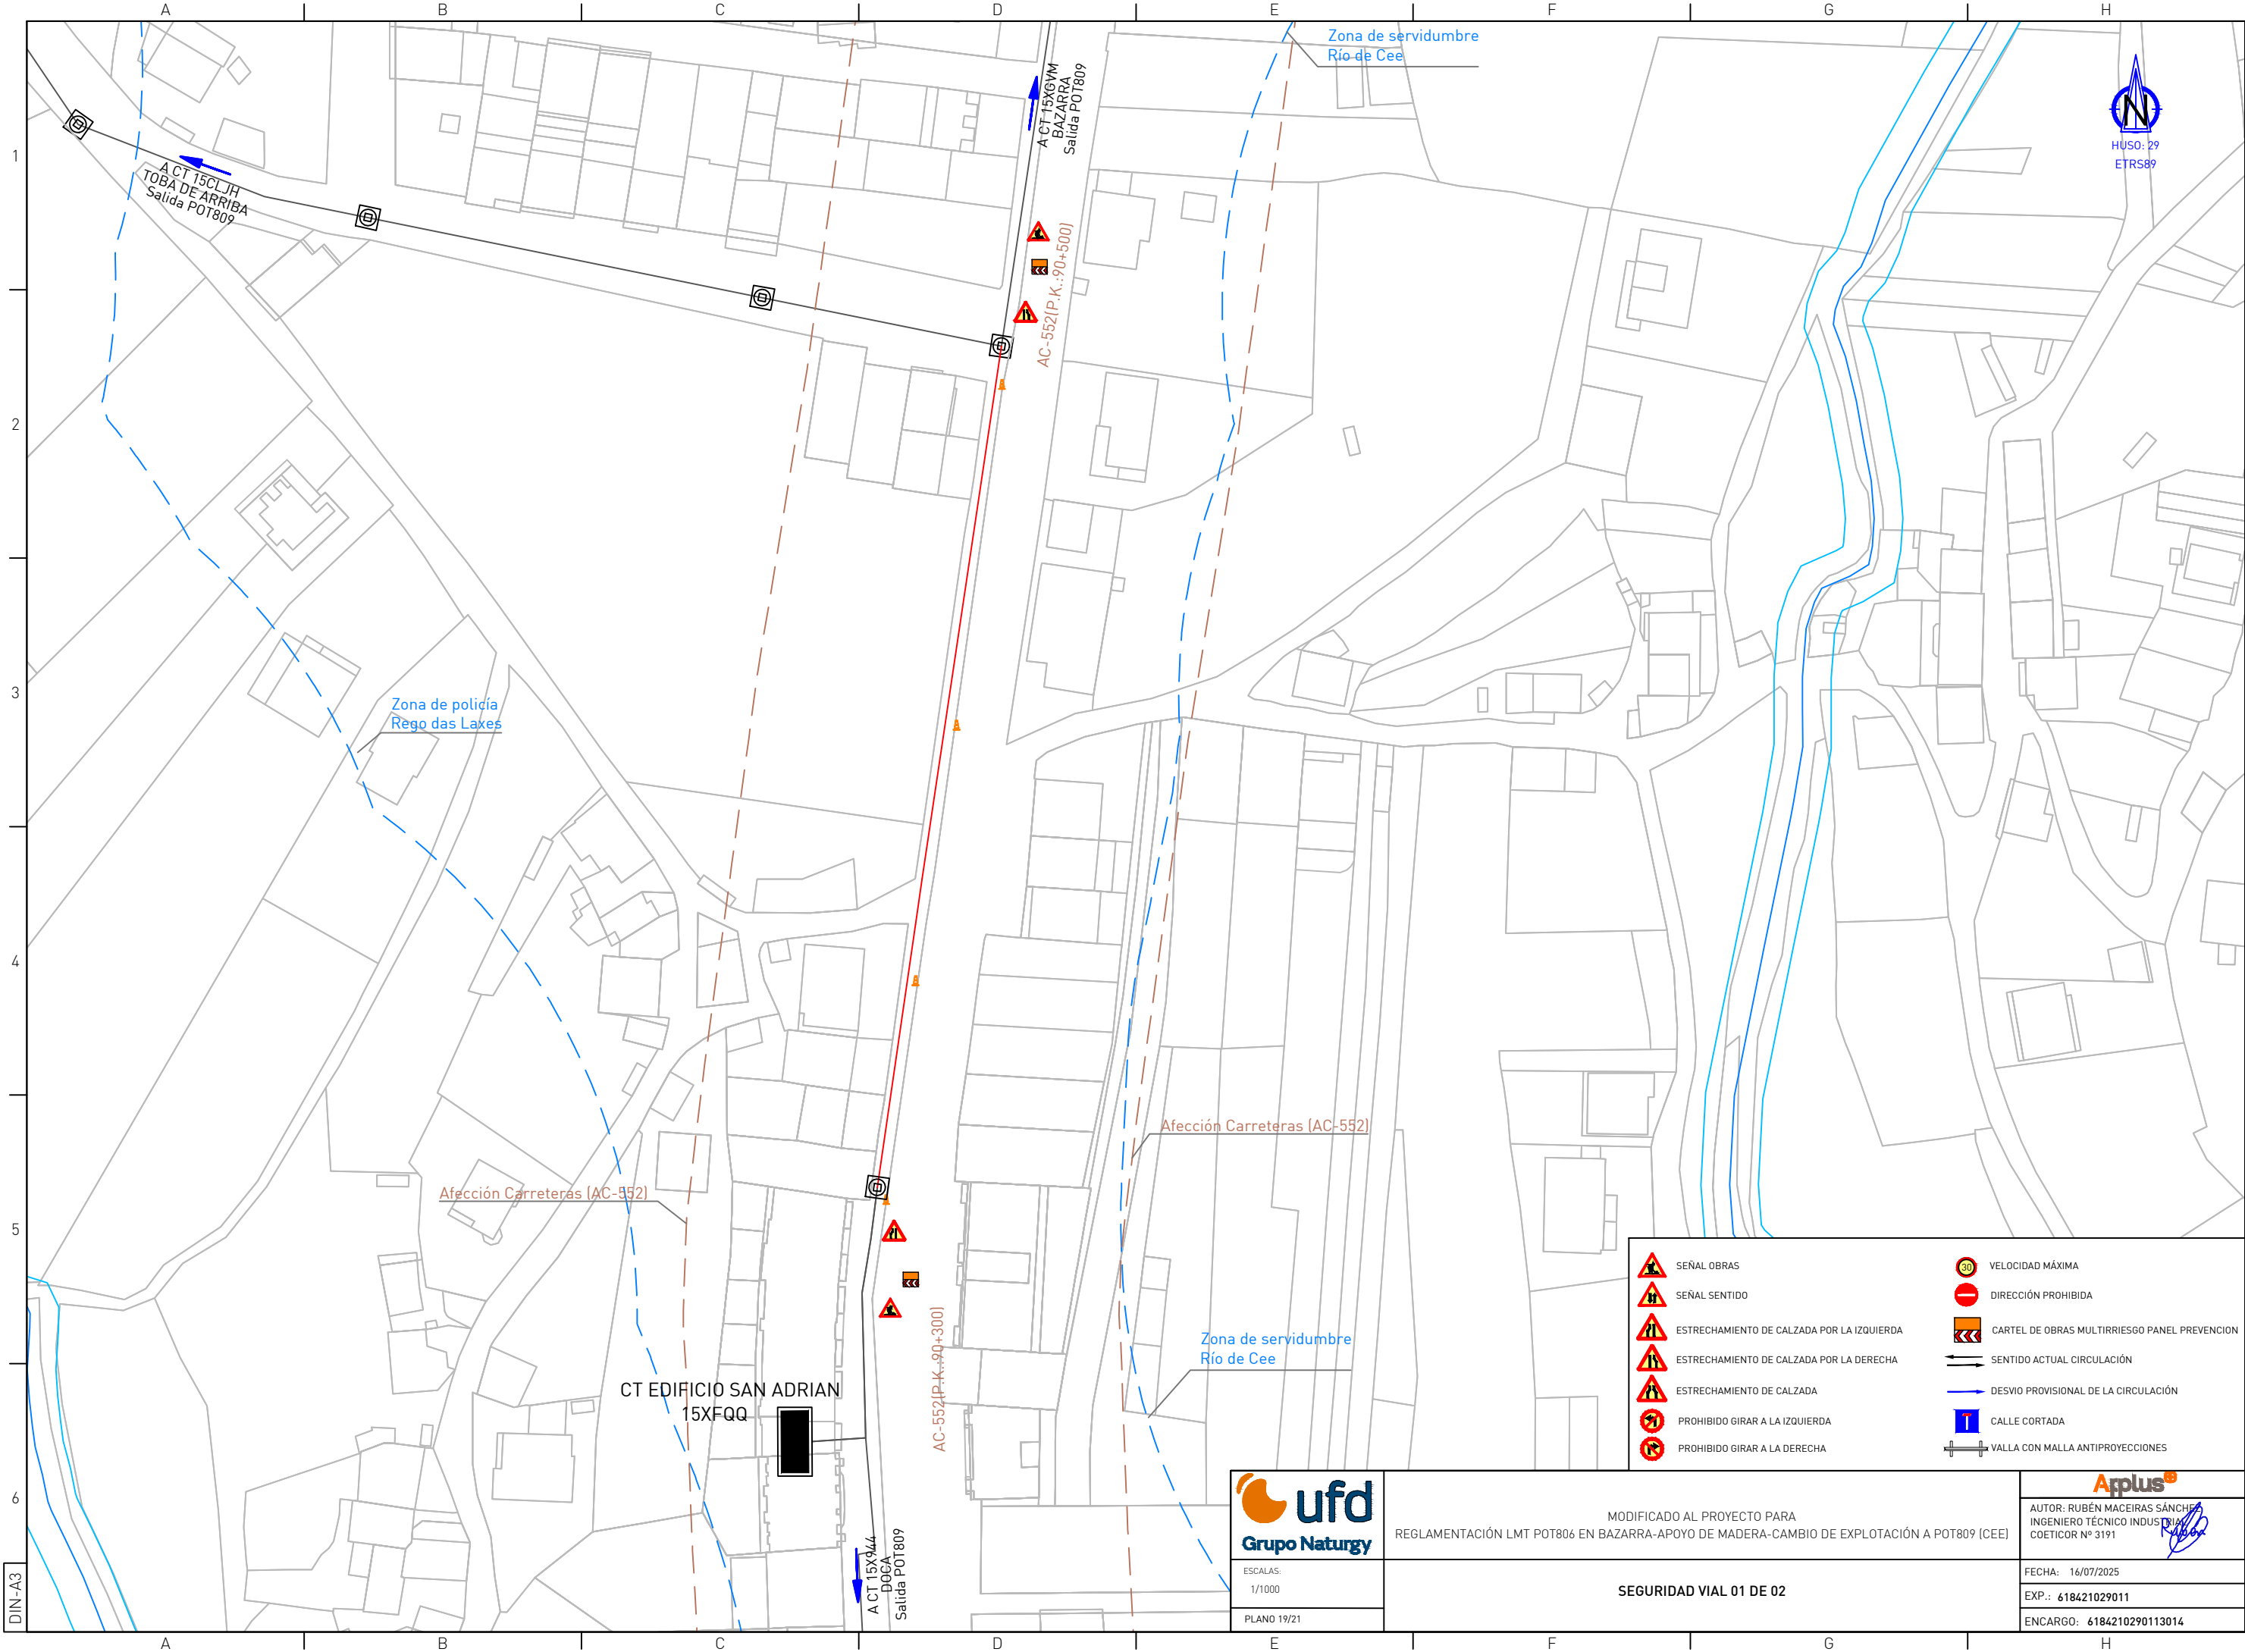 A B C D E F G H
Zona de servidumbre
Río de Cee
A CT 15XGVM
BAZARRA
Salida POT809
N
HUSO: 29
ETRS89
1
A CT 15CLJH
TOBA DE ARRIBA
Salida POT809
AC-552(P.K.:90+500)
2
3
Zona de policía
Rego das Laxes
4
Afección Carreteras (AC-552)
Afección Carreteras (AC-552)
5
AC-552(P.K.:90+300)
Zona de servidumbre
Río de Cee
CT EDIFICIO SAN ADRIAN
15XFQQ
6
A CT 15X944
DOCA
Salida POT809
DIN-A3
SEÑAL OBRAS
SEÑAL SENTIDO
ESTRECHAMIENTO DE CALZADA POR LA IZQUIERDA
ESTRECHAMIENTO DE CALZADA POR LA DERECHA
ESTRECHAMIENTO DE CALZADA
PROHIBIDO GIRAR A LA IZQUIERDA
PROHIBIDO GIRAR A LA DERECHA
30
VELOCIDAD MÁXIMA
DIRECCIÓN PROHIBIDA
CARTEL DE OBRAS MULTIRRIESGO PANEL PREVENCION
SENTIDO ACTUAL CIRCULACIÓN
DESVIO PROVISIONAL DE LA CIRCULACIÓN
CALLE CORTADA
VALLA CON MALLA ANTIPROYECCIONES
ufd
Grupo Naturgy
ESCALAS:
1/1000
PLANO 19/21
MODIFICADO AL PROYECTO PARA
REGLAMENTACIÓN LMT POT806 EN BAZARRA-APOYO DE MADERA-CAMBIO DE EXPLOTACIÓN A POT809 (CEE)
SEGURIDAD VIAL 01 DE 02
Applus+
AUTOR: RUBÉN MACEIRAS SÁNCHEZ
INGENIERO TÉCNICO INDUSTRIAL
COETICOR Nº 3191
FECHA: 16/07/2025
EXP.: 618421029011
ENCARGO: 6184210290113014
A B C D E F G H